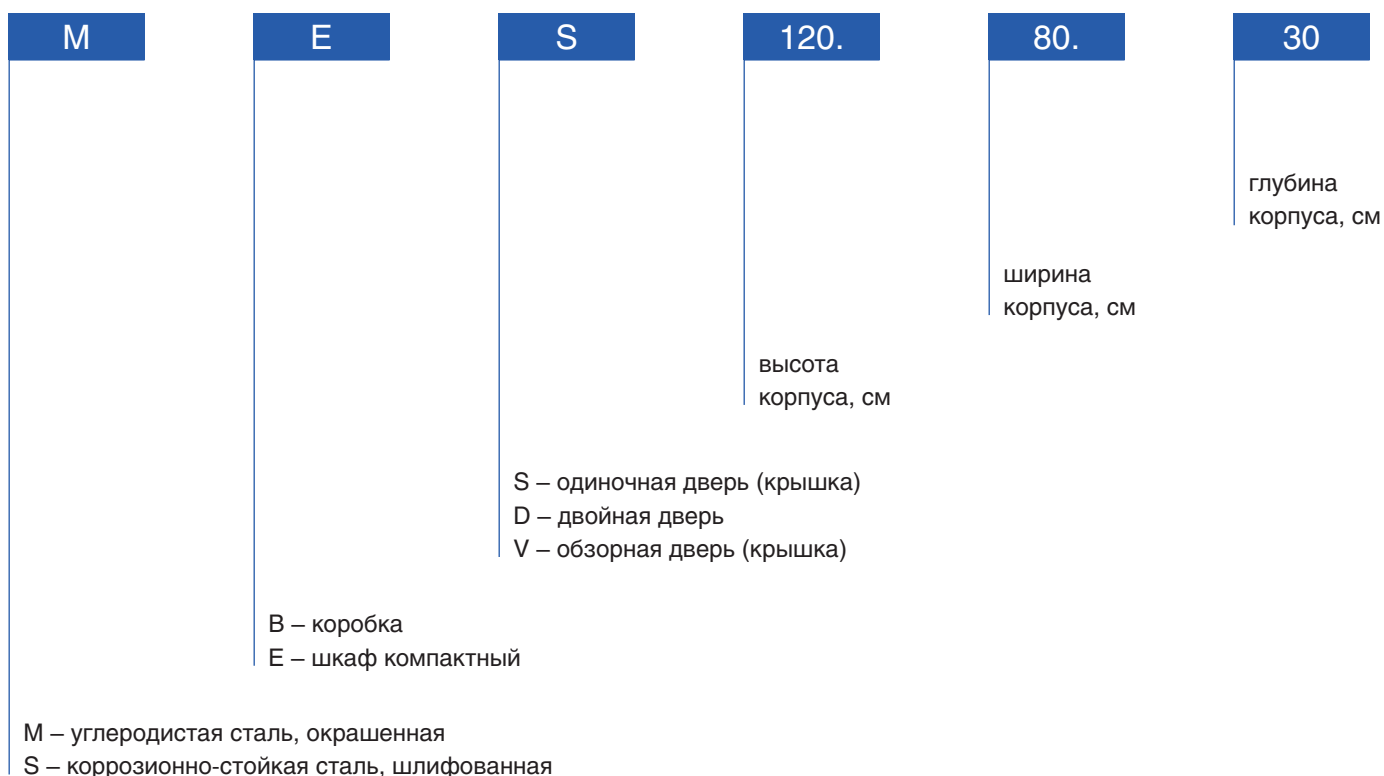 M E S 120. 80. 30
глубина
корпуса, см
ширина
корпуса, см
высота
корпуса, см
S – одиночная дверь (крышка)
D – двойная дверь
V – обзорная дверь (крышка)
B – коробка
E – шкаф компактный
M – углеродистая сталь, окрашенная
S – коррозионно-стойкая сталь, шлифованная